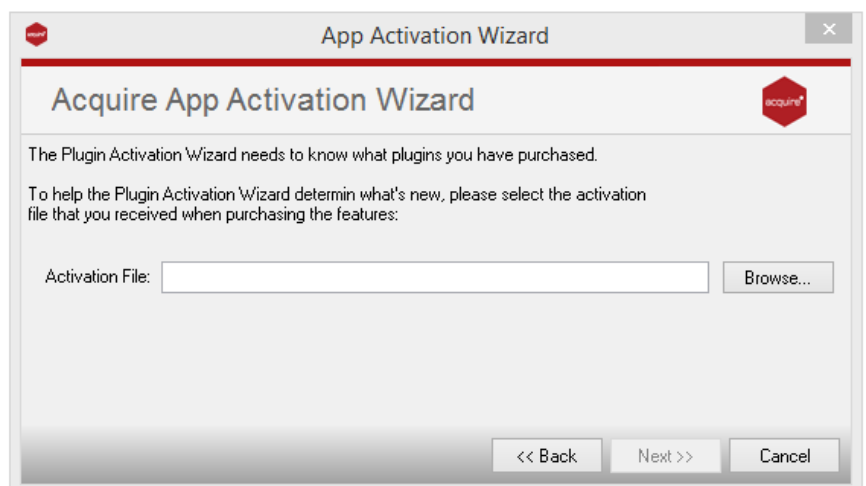 App Activation Wizard
Acquire App Activation Wizard
acquire
The Plugin Activation Wizard needs to know what plugins you have purchased.
To help the Plugin Activation Wizard determin what's new, please select the activation
file that you received when purchasing the features:
Activation File:
Browse...
<< Back
Next >>
Cancel